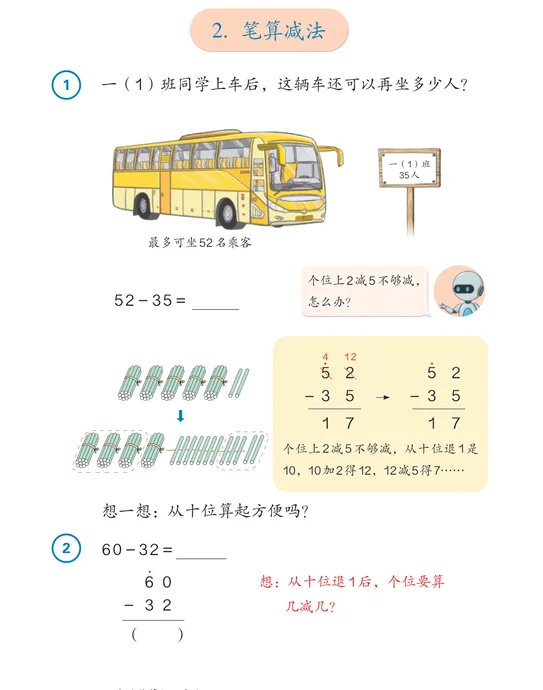 2. 笔算减法
1
一（1）班同学上车后，这辆车还可以再坐多少人？
一（1）班
35人
最多可坐52名乘客
个位上2减5不够减，
怎么办？
52－35＝
4 12
5 2 5 2
－3 5 －3 5
1 7 1 7
个位上2减5不够减，从十位退1是
10，10加2得12，12减5得7……
想一想：从十位算起方便吗？
2
60－32＝
6 0
－ 3 2
（ ）
想：从十位退1后，个位要算
几减几？